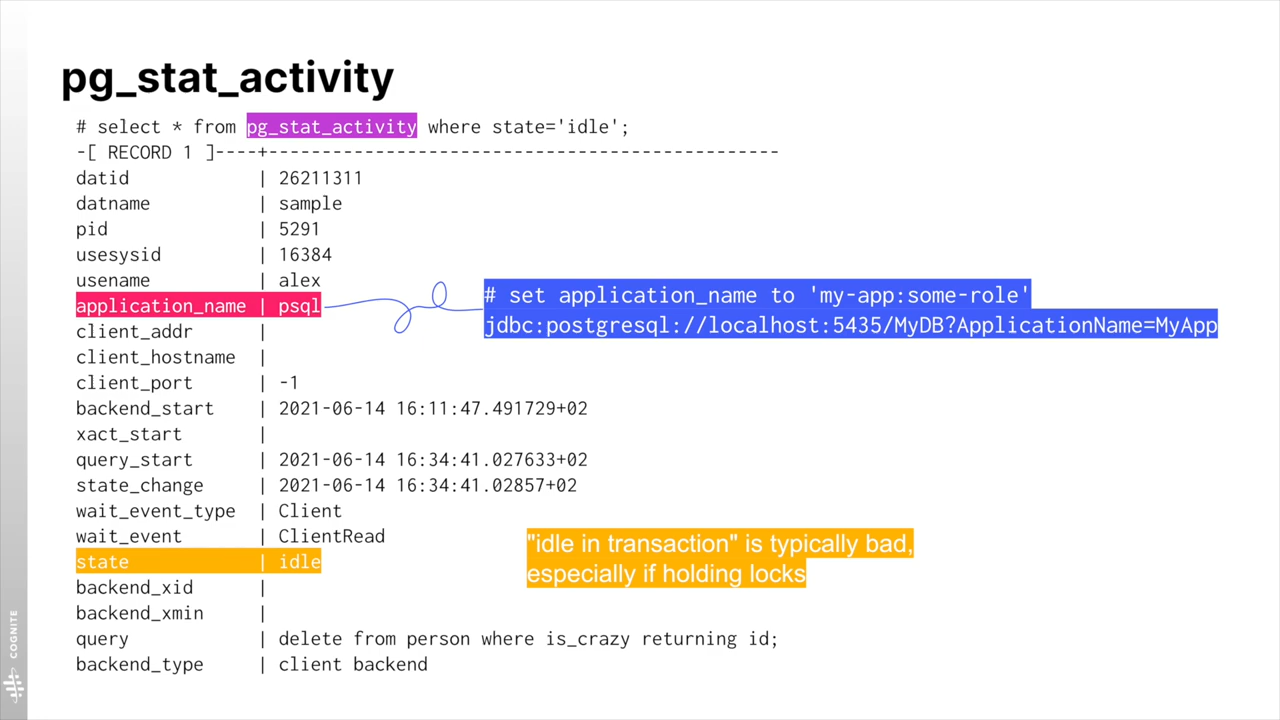 pg_stat_activity
# select * from pg_stat_activity where state='idle';
-[ RECORD 1 ]----+------------------------------------------------
datid            | 26211311
datname          | sample
pid              | 5291
usesysid         | 16384
usename          | alex
application_name | psql
# set application_name to 'my-app:some-role'
jdbc:postgresql://localhost:5435/MyDB?ApplicationName=MyApp
client_addr      |
client_hostname  |
client_port      | -1
backend_start    | 2021-06-14 16:11:47.491729+02
xact_start       |
query_start      | 2021-06-14 16:34:41.027633+02
state_change     | 2021-06-14 16:34:41.02857+02
wait_event_type  | Client
wait_event       | ClientRead
state            | idle
"idle in transaction" is typically bad,
especially if holding locks
backend_xid      |
backend_xmin     |
query            | delete from person where is_crazy returning id;
backend_type     | client backend
COGNITE